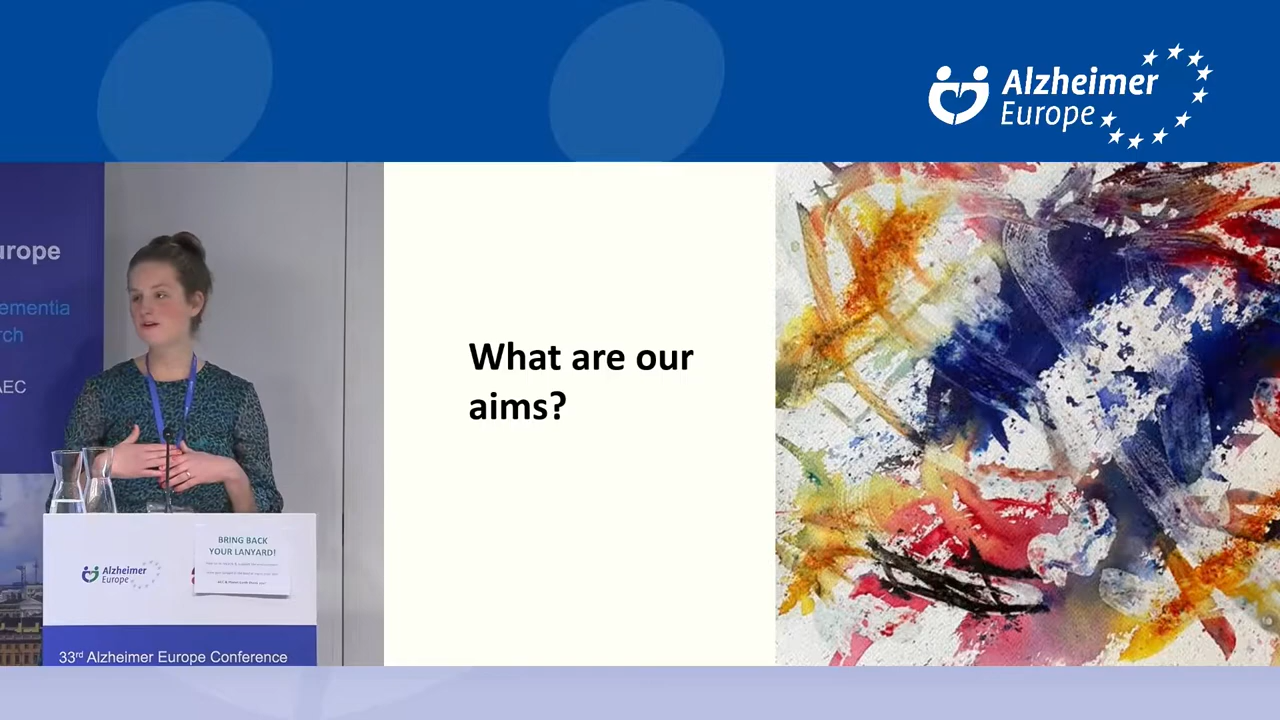 Alzheimer
Europe
urope
ementia
rch
AEC
What are our
aims?
BRING BACK
YOUR LANYARD!
Alzheimer
Europe
33rd Alzheimer Europe Conference